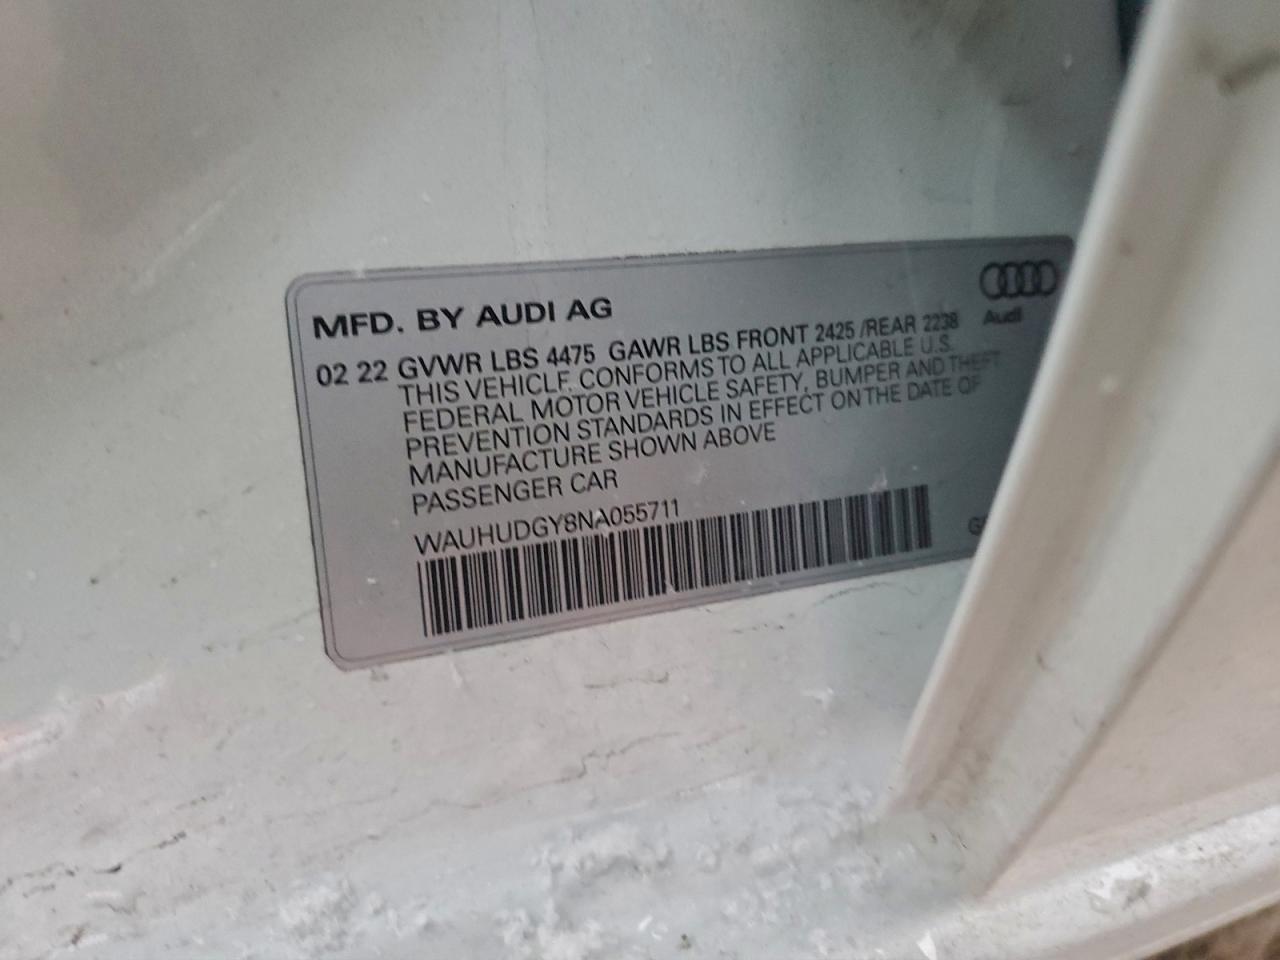 MFD. BY AUDI AG
Audi
02 22 GVWR LBS 4475 GAWR LBS FRONT 2425 /REAR 2238
THIS VEHICLE CONFORMS TO ALL APPLICABLE U.S.
FEDERAL MOTOR VEHICLE SAFETY, BUMPER AND THEFT
PREVENTION STANDARDS IN EFFECT ON THE DATE OF
MANUFACTURE SHOWN ABOVE
PASSENGER CAR
WAUHUDGY8NA055711